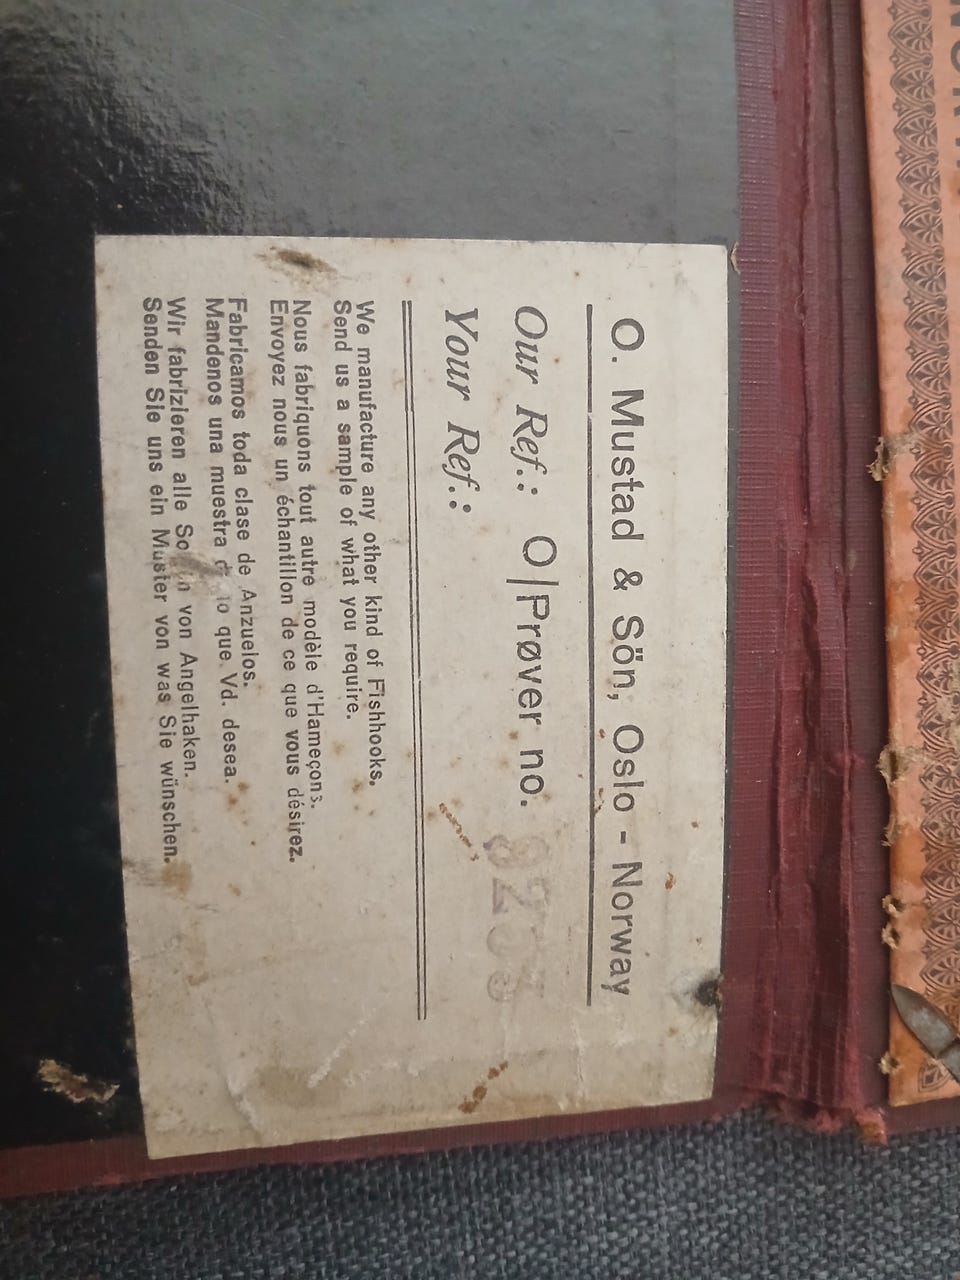 O. Mustad & Sön, Oslo - Norway
Our Ref.: O|Prøver no.
Your Ref.:
We manufacture any other kind of Fishhooks.
Send us a sample of what you require.
Nous fabriquons tout autre modèle d'Hameçons.
Envoyez nous un échantillon de ce que vous désirez.
Fabricamos toda clase de Anzuelos.
Mandenos una muestra de lo que Vd. desea.
Wir fabrizieren alle von Angelhaken.
Senden Sie uns ein Muster von was Sie wünschen.